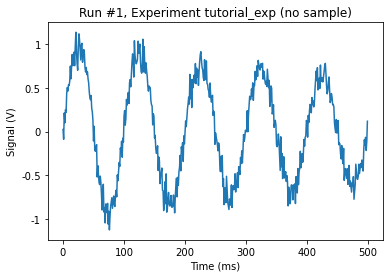 Run #1, Experiment tutorial_exp (no sample)
1
0.5
0
-0.5
-1
Signal (V)
0 100 200 300 400 500
Time (ms)